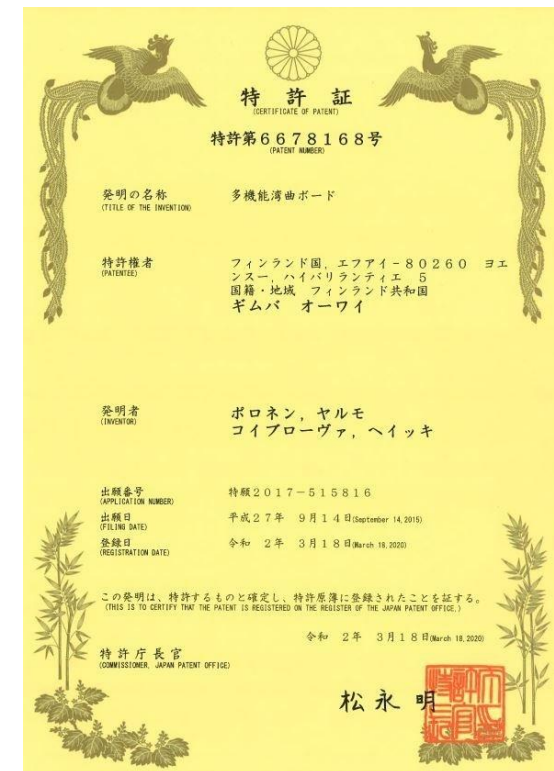 特許証
(CERTIFICATE OF PATENT)
特許第6678168号
(PATENT NUMBER)
発明の名称 多機能湾曲ボード
(TITLE OF THE INVENTION)
特許権者 フィンランド国, エフアイ-80260 ヨエ
(PATENTEE) ンスー, ハイバリランティエ 5
国籍・地域 フィンランド共和国
ギムバ オーワイ
発明者 ポロネン, ヤルモ
(INVENTOR) コイブローヴァ, ヘイッキ
出願番号 特願2017-515816
(APPLICATION NUMBER)
出願日 平成27年 9月14日(September 14,2015)
(FILING DATE)
登録日 令和 2年 3月18日(March 18,2020)
(REGISTRATION DATE)
この発明は、特許するものと確定し、特許原簿に登録されたことを証する。
(THIS IS TO CERTIFY THAT THE PATENT IS REGISTERED ON THE REGISTER OF THE JAPAN PATENT OFFICE.)
令和 2年 3月18日(March 18,2020)
特許庁長官
(COMMISSIONER, JAPAN PATENT OFFICE)
松永明